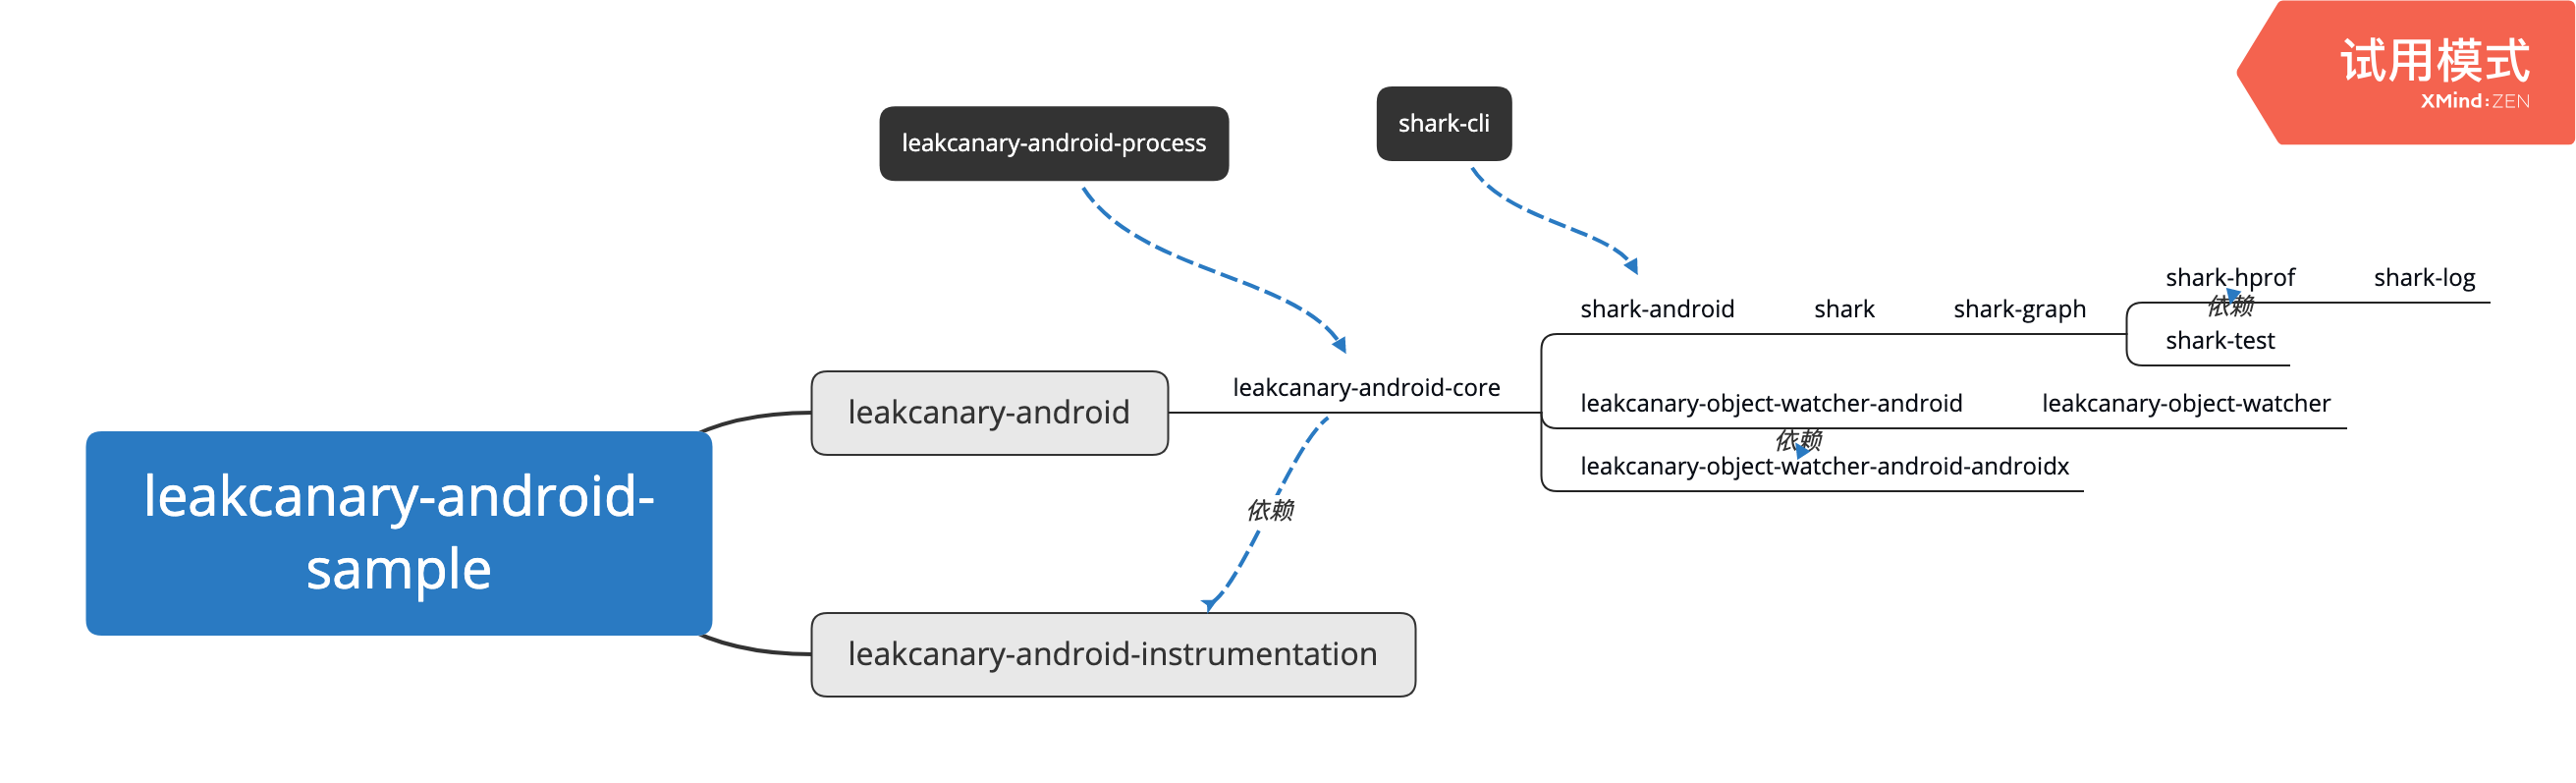 试用模式
XMind:ZEN
leakcanary-android-process
shark-cli
shark-hprof
shark-log
依赖
shark-android
shark
shark-graph
shark-test
leakcanary-android-core
leakcanary-android
leakcanary-object-watcher-android
leakcanary-object-watcher
依赖
leakcanary-object-watcher-android-androidx
leakcanary-android-
sample
依赖
leakcanary-android-instrumentation